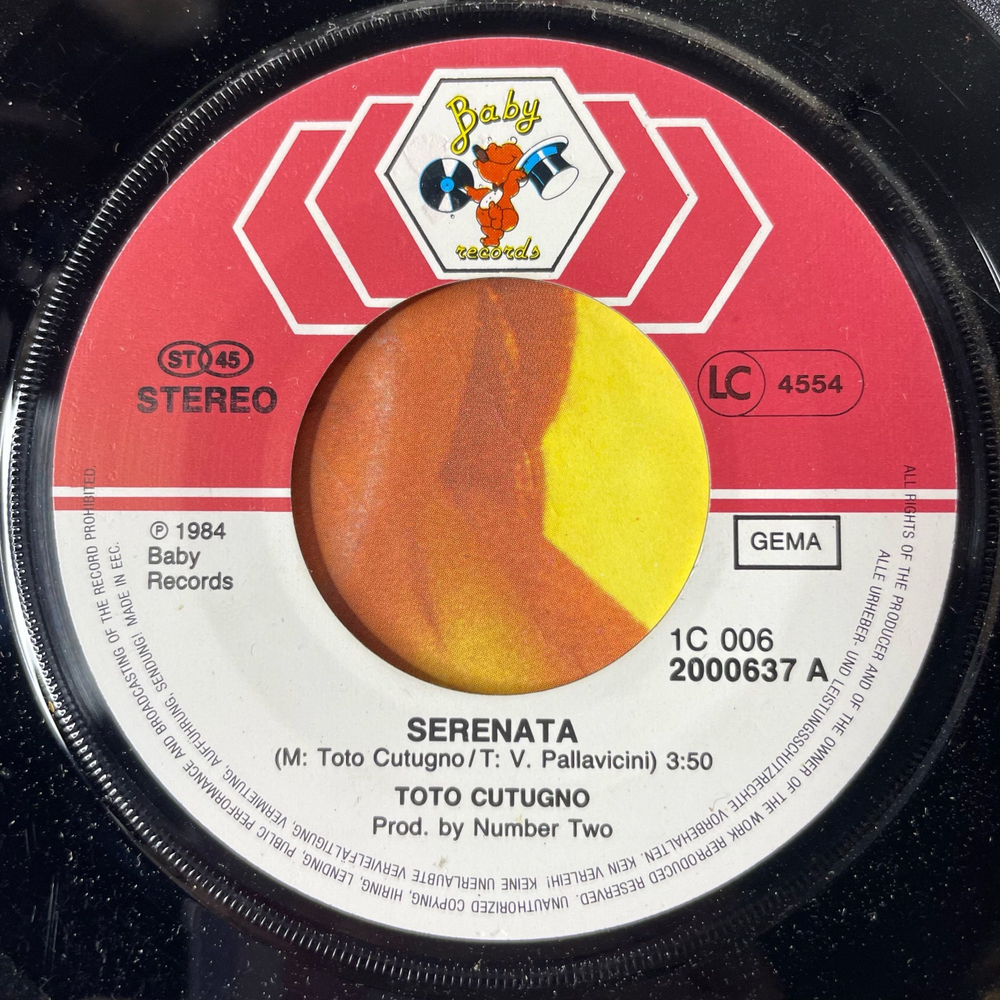 Baby
records
ST 45
STEREO
LC 4554
℗ 1984
Baby
Records
GEMA
1C 006
2000637 A
SERENATA
(M: Toto Cutugno/T: V. Pallavicini) 3:50
TOTO CUTUGNO
Prod. by Number Two
ALL RIGHTS OF THE PRODUCER AND OF THE OWNER OF THE WORK REPRODUCED RESERVED. UNAUTHORIZED COPYING, HIRING, LENDING, PUBLIC PERFORMANCE AND BROADCASTING OF THE RECORD PROHIBITED.
ALLE URHEBER- UND LEISTUNGSSCHUTZRECHTE VORBEHALTEN. KEIN VERLEIH! KEINE UNERLAUBTE VERVIELFÄLTIGUNG, VERMIETUNG, AUFFÜHRUNG, SENDUNG! MADE IN EEC.